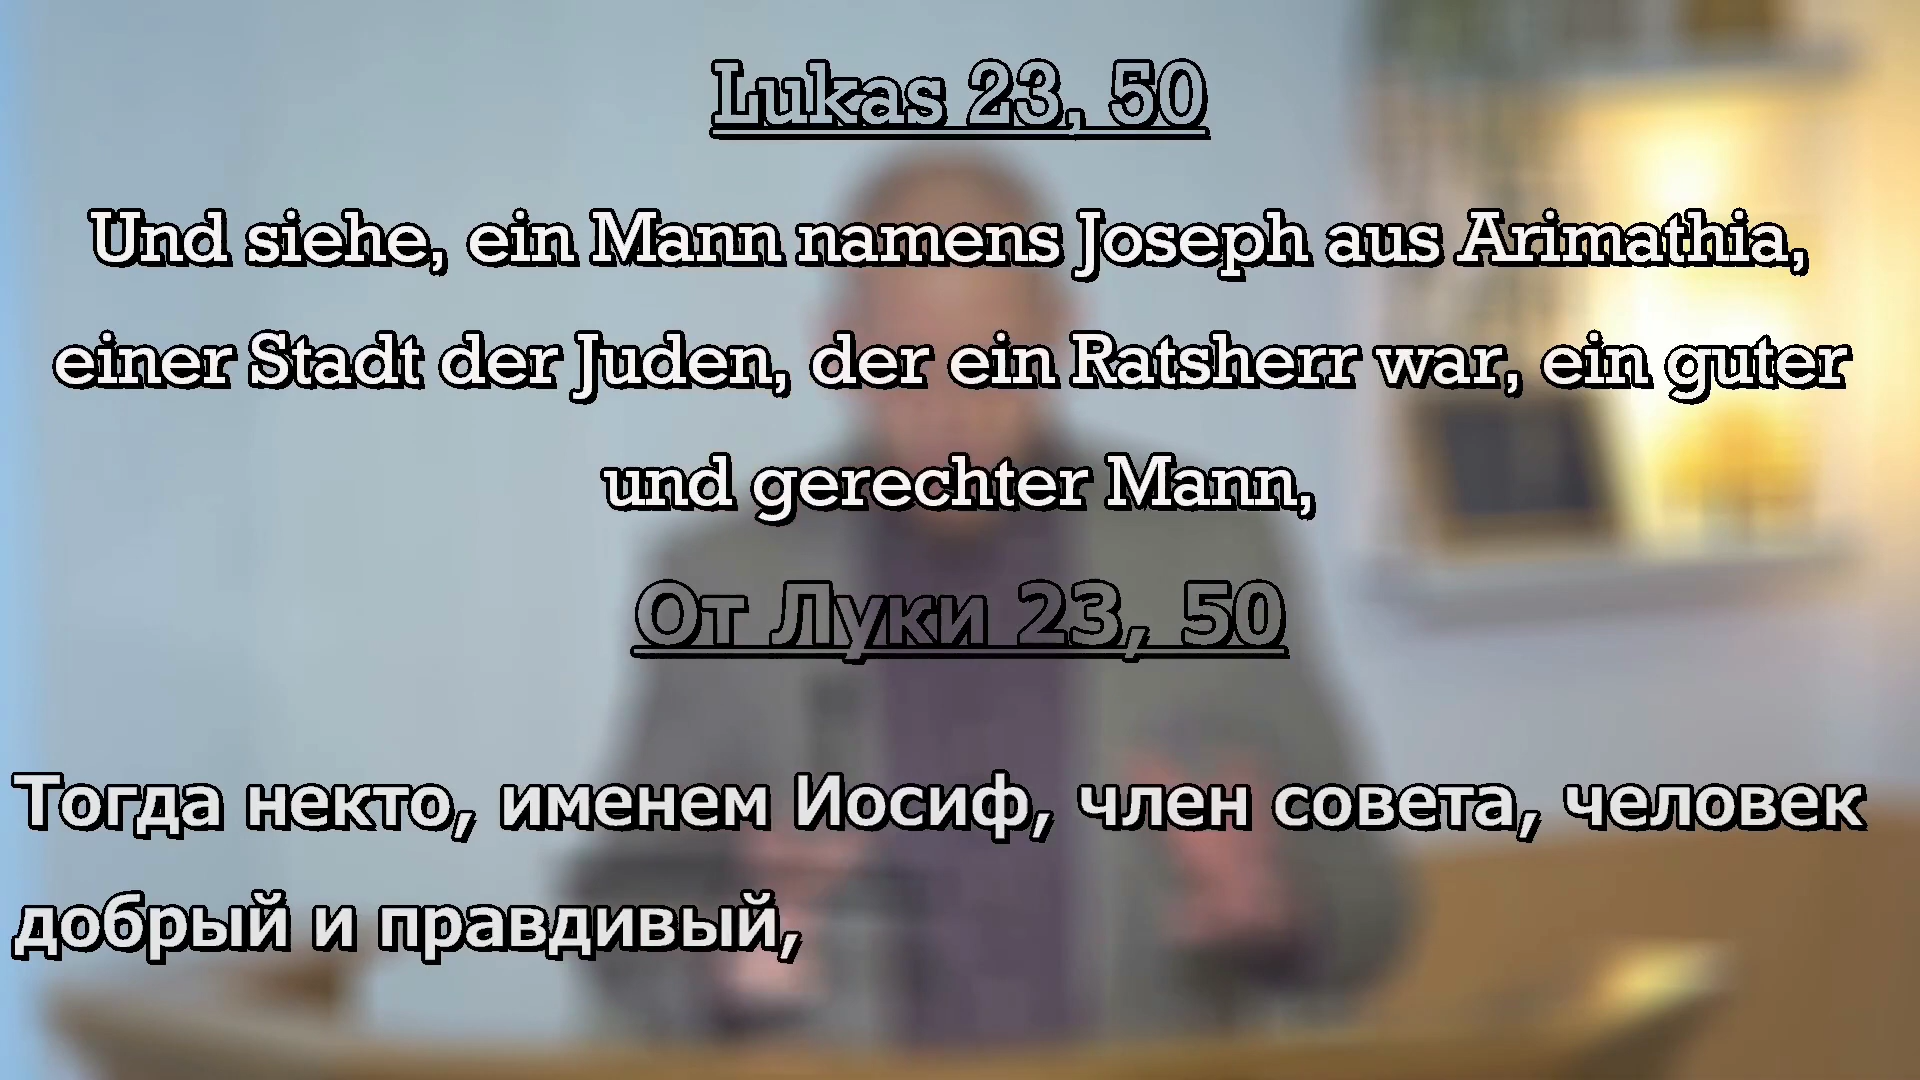 Lukas 23, 50
Und siehe, ein Mann namens Joseph aus Arimathia,
einer Stadt der Juden, der ein Ratsherr war, ein guter
und gerechter Mann,
От Луки 23, 50
Тогда некто, именем Иосиф, член совета, человек
добрый и правдивый,